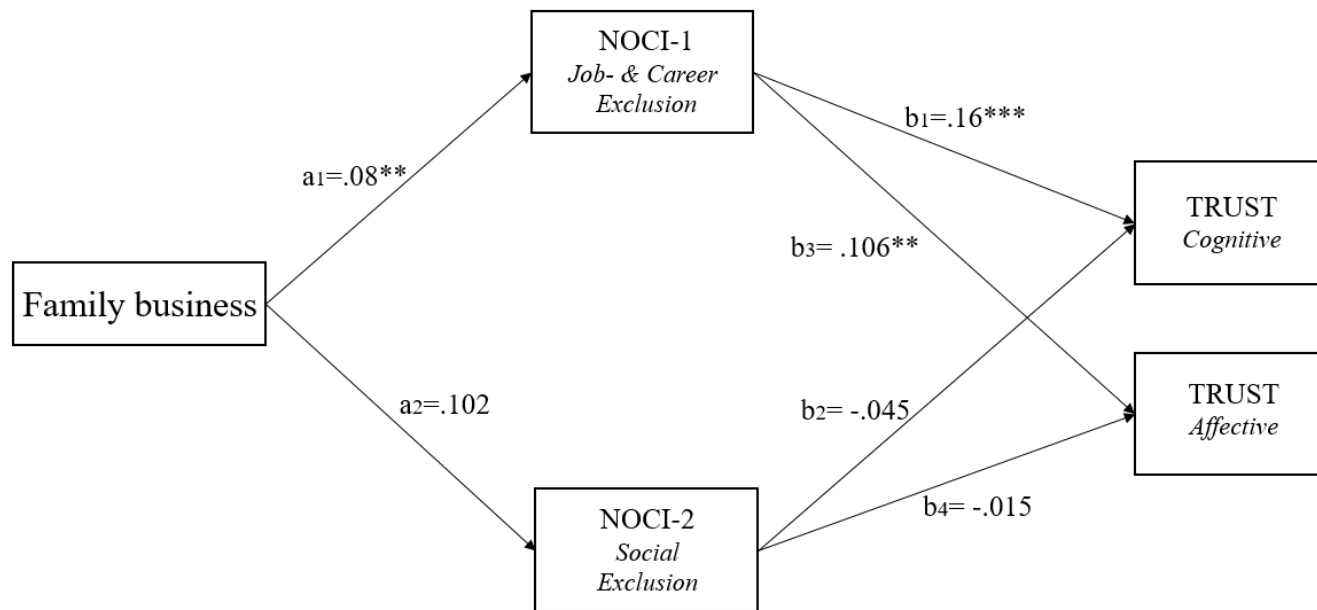 NOCI-1
Job- & Career
Exclusion
b1=.16***
a1=.08**
TRUST
Cognitive
b3= .106**
Family business
TRUST
Affective
a2=.102
b2= -.045
b4= -.015
NOCI-2
Social
Exclusion